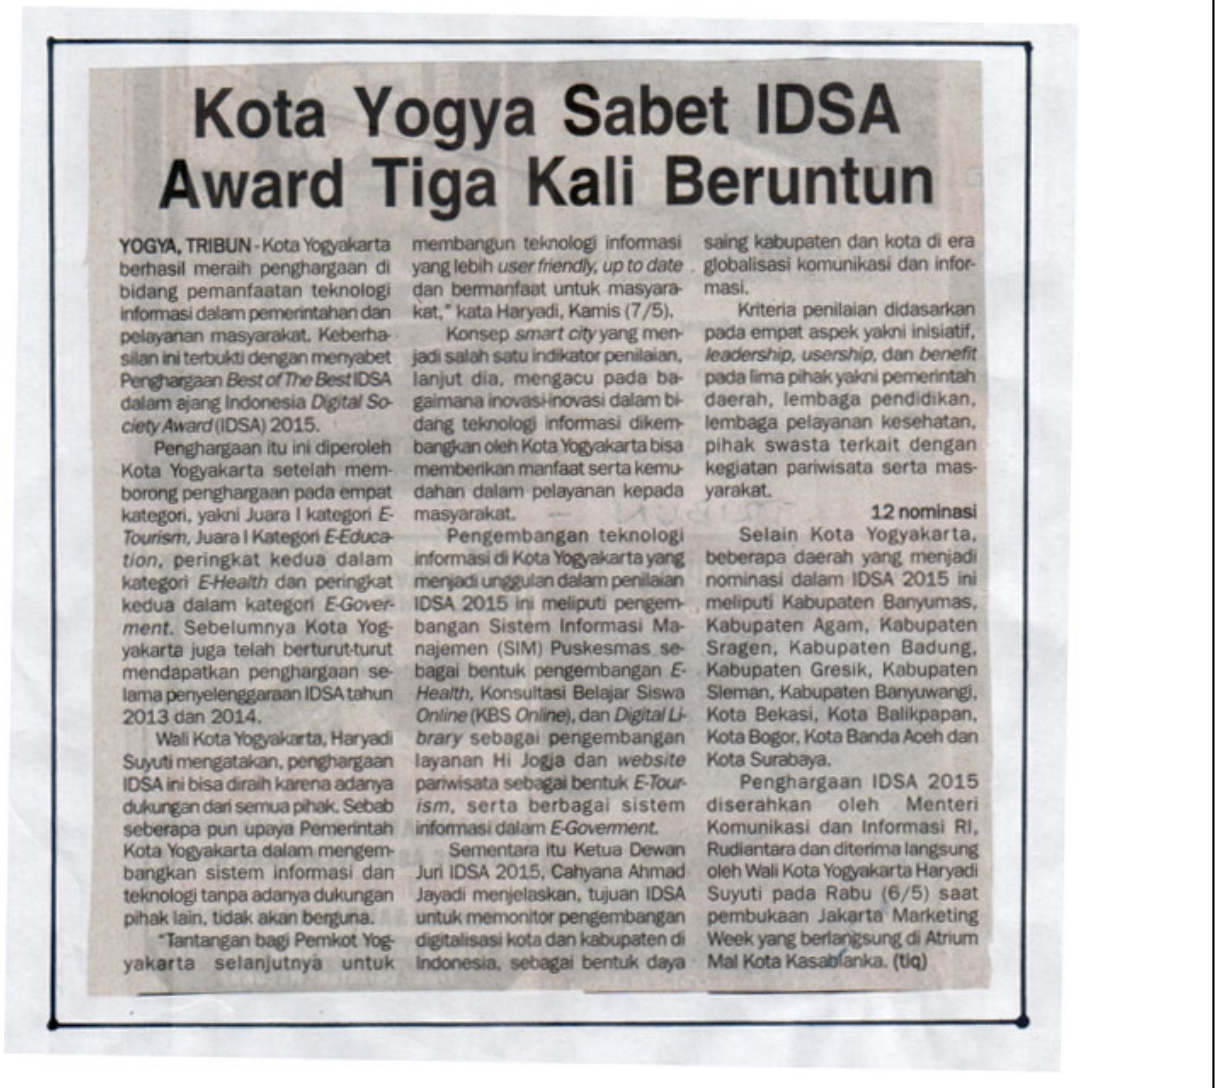 Kota Yogya Sabet IDSA
Award Tiga Kali Beruntun
YOGYA, TRIBUN - Kota Yogyakarta
berhasil meraih penghargaan di
bidang pemanfaatan teknologi
informasi dalam pemerintahan dan
pelayanan masyarakat. Keberha-
silan ini terbukti dengan menyabet
Penghargaan Best of The Best IDSA
dalam ajang Indonesia Digital So-
ciety Award (IDSA) 2015.
Penghargaan itu ini diperoleh
Kota Yogyakarta setelah mem-
borong penghargaan pada empat
kategori, yakni Juara I kategori E-
Tourism, Juara I Kategori E-Educa-
tion, peringkat kedua dalam
kategori E-Health dan peringkat
kedua dalam kategori E-Gover-
ment. Sebelumnya Kota Yog-
yakarta juga telah berturut-turut
mendapatkan penghargaan se-
lama penyelenggaraan IDSA tahun
2013 dan 2014.
Wali Kota Yogyakarta, Haryadi
Suyuti mengatakan, penghargaan
IDSA ini bisa diraih karena adanya
dukungan dari semua pihak. Sebab
seberapa pun upaya Pemerintah
Kota Yogyakarta dalam mengem-
bangkan sistem informasi dan
teknologi tanpa adanya dukungan
pihak lain, tidak akan berguna.
"Tantangan bagi Pemkot Yog-
yakarta selanjutnya untuk
membangun teknologi informasi
yang lebih user friendly, up to date
dan bermanfaat untuk masyara-
kat," kata Haryadi, Kamis (7/5).
Konsep smart city yang men-
jadi salah satu indikator penilaian,
lanjut dia, mengacu pada ba-
gaimana inovasi-inovasi dalam bi-
dang teknologi informasi dikem-
bangkan oleh Kota Yogyakarta bisa
memberikan manfaat serta kemu-
dahan dalam pelayanan kepada
masyarakat.
Pengembangan teknologi
informasi di Kota Yogyakarta yang
menjadi unggulan dalam penilaian
IDSA 2015 ini meliputi pengem-
bangan Sistem Informasi Ma-
najemen (SIM) Puskesmas se-
bagai bentuk pengembangan E-
Health, Konsultasi Belajar Siswa
Online (KBS Online), dan Digital Li-
brary sebagai pengembangan
layanan Hi Jogja dan website
pariwisata sebagai bentuk E-Tour-
ism, serta berbagai sistem
informasi dalam E-Goverment.
Sementara itu Ketua Dewan
Juri IDSA 2015, Cahyana Ahmad
Jayadi menjelaskan, tujuan IDSA
untuk memonitor pengembangan
digitalisasi kota dan kabupaten di
Indonesia, sebagai bentuk daya
saing kabupaten dan kota di era
globalisasi komunikasi dan infor-
masi.
Kriteria penilaian didasarkan
pada empat aspek yakni inisiatif,
leadership, usership, dan benefit
pada lima pihak yakni pemerintah
daerah, lembaga pendidikan,
lembaga pelayanan kesehatan,
pihak swasta terkait dengan
kegiatan pariwisata serta mas-
yarakat.
12 nominasi
Selain Kota Yogyakarta,
beberapa daerah yang menjadi
nominasi dalam IDSA 2015 ini
meliputi Kabupaten Banyumas,
Kabupaten Agam, Kabupaten
Sragen, Kabupaten Badung,
Kabupaten Gresik, Kabupaten
Sleman, Kabupaten Banyuwangi,
Kota Bekasi, Kota Balikpapan,
Kota Bogor, Kota Banda Aceh dan
Kota Surabaya.
Penghargaan IDSA 2015
diserahkan oleh Menteri
Komunikasi dan Informasi RI,
Rudiantara dan diterima langsung
oleh Wali Kota Yogyakarta Haryadi
Suyuti pada Rabu (6/5) saat
pembukaan Jakarta Marketing
Week yang berlangsung di Atrium
Mal Kota Kasablanka. (tiq)